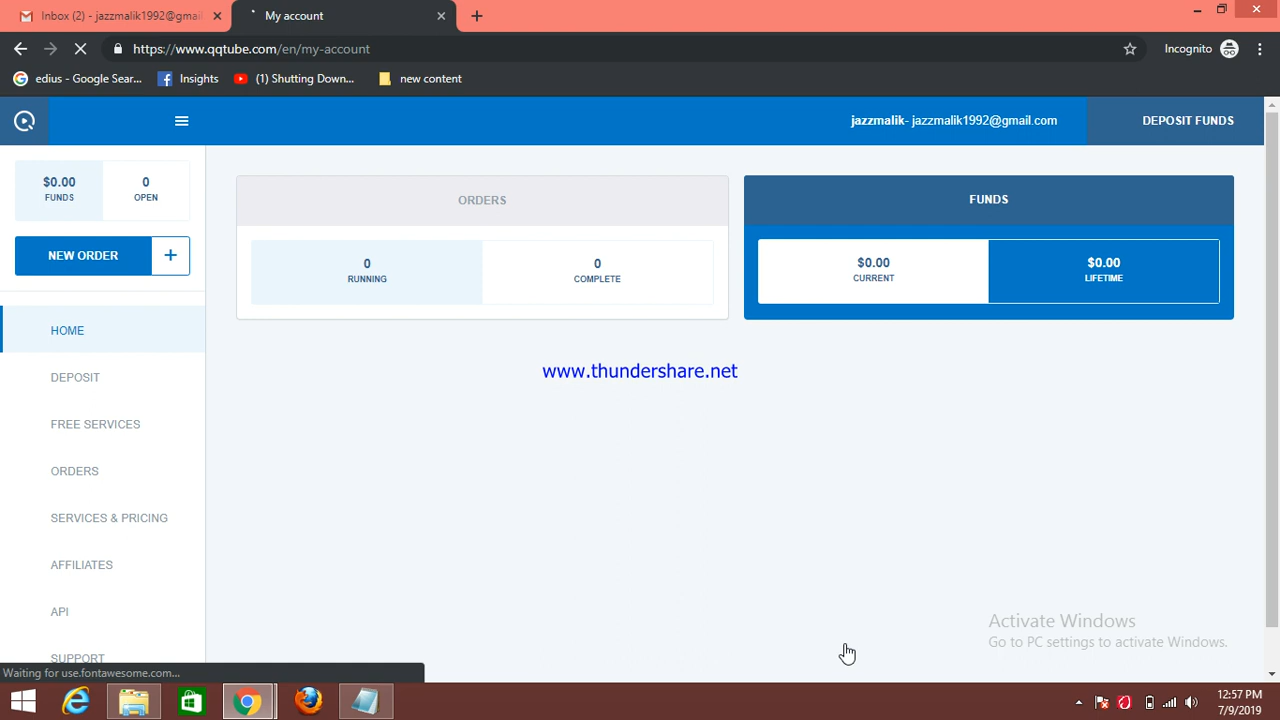 Inbox (2) - jazzmalik1992@gmail
My account
https://www.qqtube.com/en/my-account
Incognito
edius - Google Sear...
Insights
(1) Shutting Down...
new content
jazzmalik- jazzmalik1992@gmail.com
DEPOSIT FUNDS
$0.00
FUNDS
0
OPEN
NEW ORDER
+
HOME
DEPOSIT
FREE SERVICES
ORDERS
SERVICES & PRICING
AFFILIATES
API
SUPPORT
ORDERS
0
RUNNING
0
COMPLETE
FUNDS
$0.00
CURRENT
$0.00
LIFETIME
www.thundershare.net
Activate Windows
Go to PC settings to activate Windows.
Waiting for use.fontawesome.com...
12:57 PM
7/9/2019